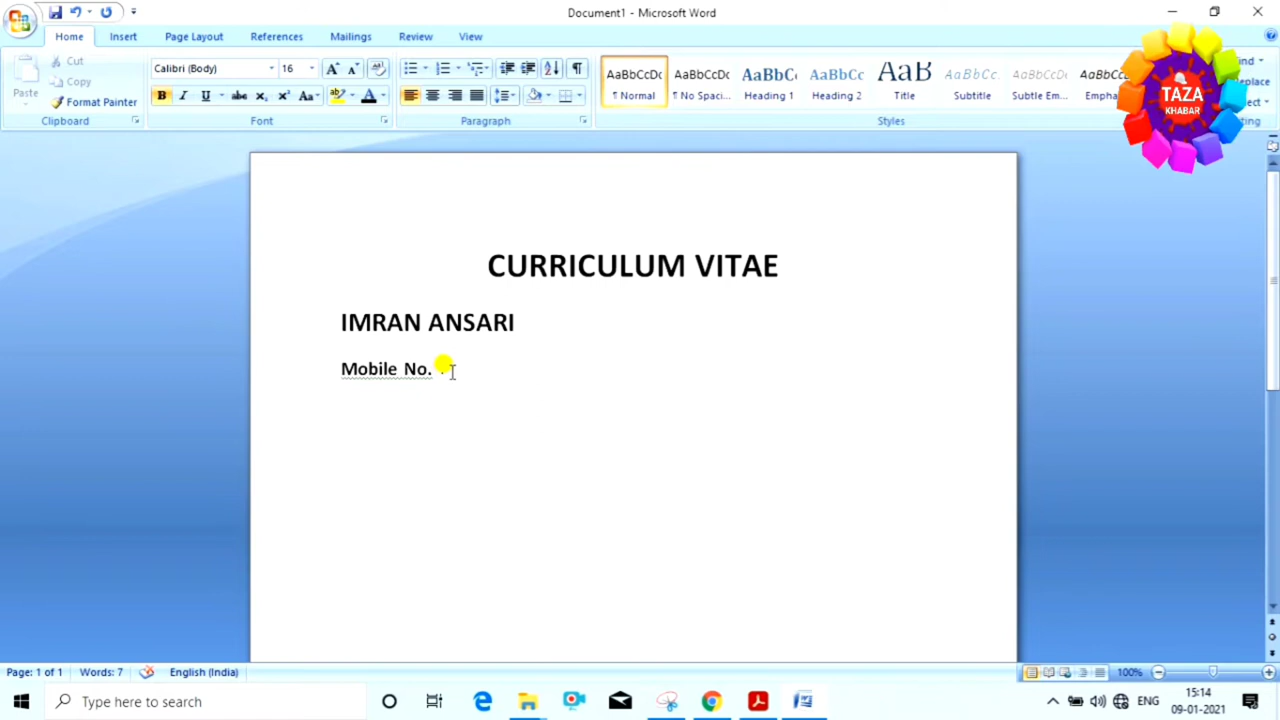 Document1 - Microsoft Word
Home Insert Page Layout References Mailings Review View
Paste
Cut
Copy
Format Painter
Clipboard
Calibri (Body) 16
Font
Paragraph
AaBbCcDc AaBbCcDc AaBbCc AaBbCc AaB AaBbCc. AaBbCcDc AaBbCcDc
¶ Normal ¶ No Spaci... Heading 1 Heading 2 Title Subtitle Subtle Em...
Styles
TAZA
KHABAR
CURRICULUM VITAE
IMRAN ANSARI
Mobile No.
Page: 1 of 1 Words: 7 English (India) 100%
Type here to search
ENG
15:14
09-01-2021